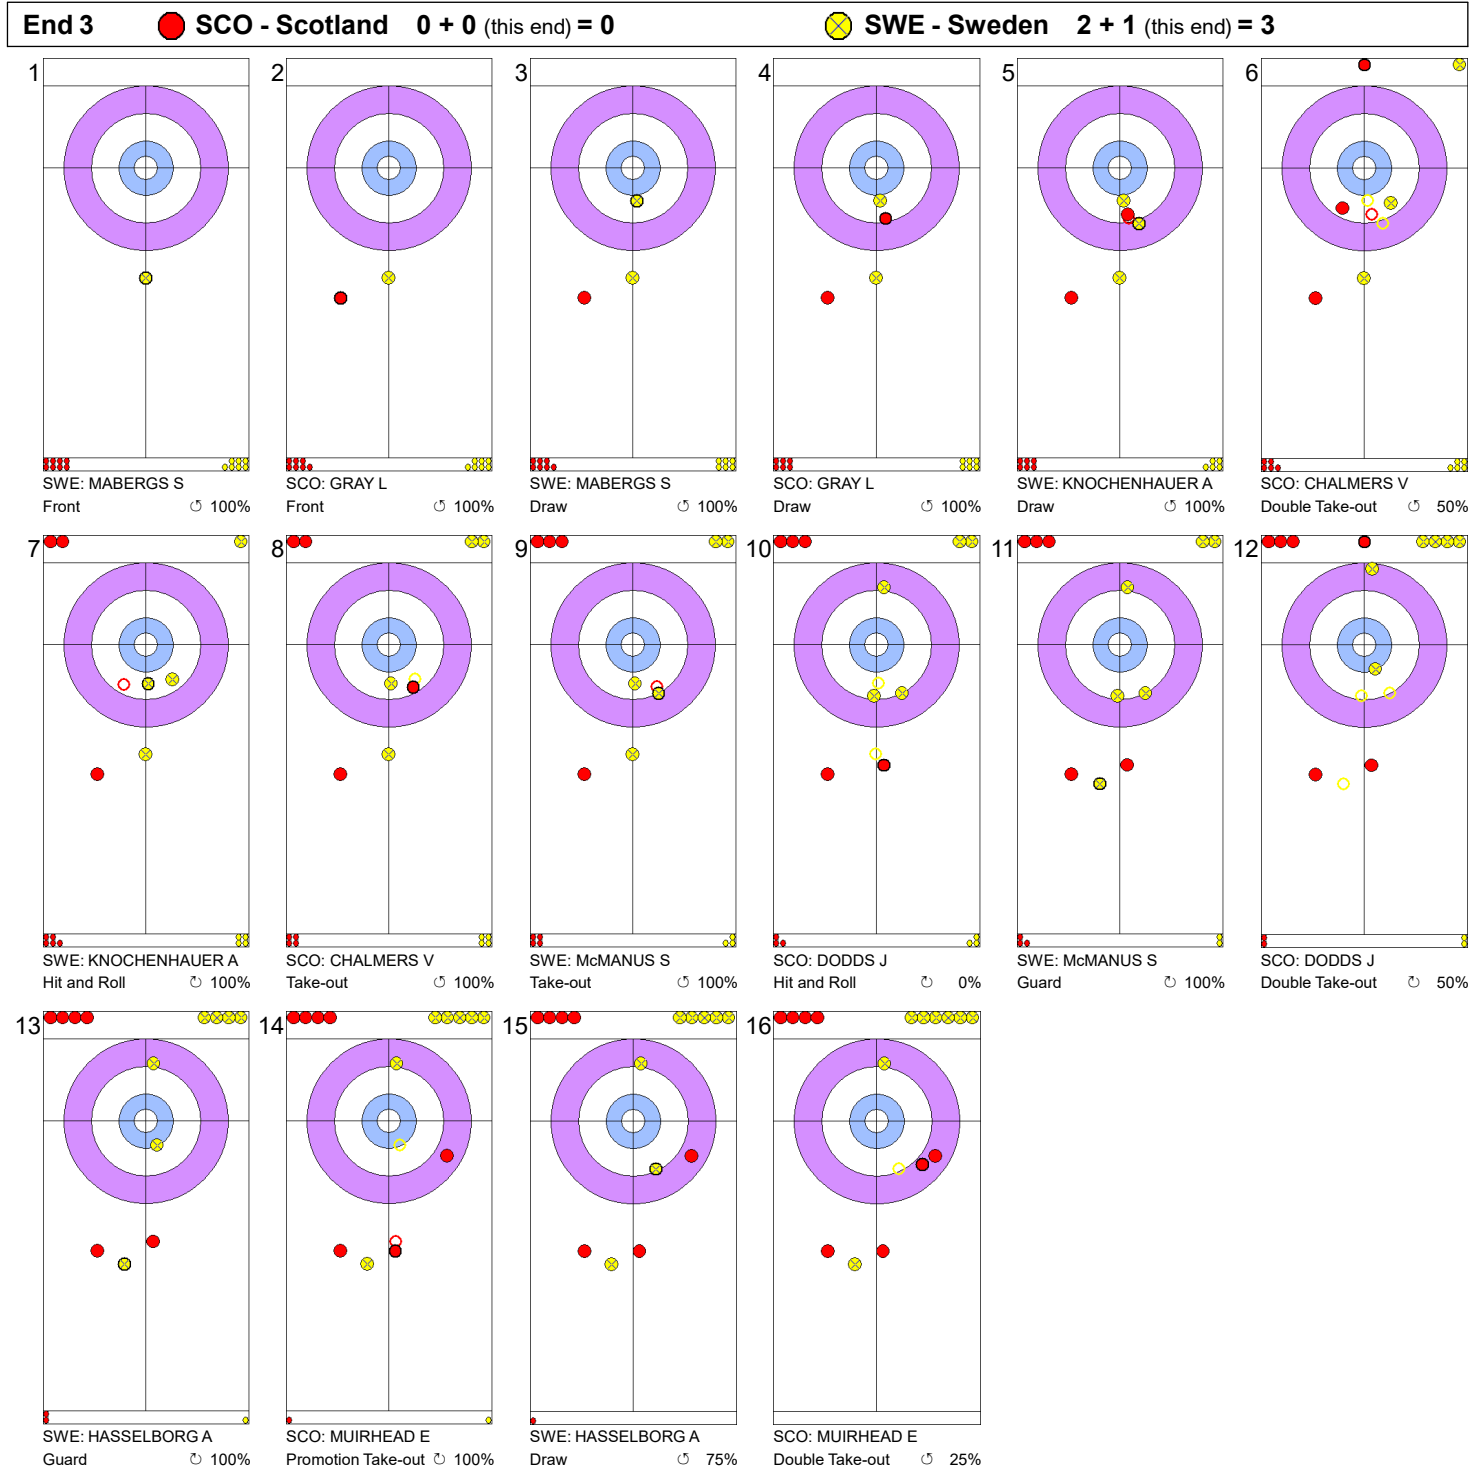 End 3 SCO - Scotland 0 + 0 (this end) = 0 SWE - Sweden 2 + 1 (this end) = 3
1 2 3 4 5 6
SWE: MABERGS S SCO: GRAY L SWE: MABERGS S SCO: GRAY L SWE: KNOCHENHAUER A SCO: CHALMERS V
Front ↺ 100% Front ↺ 100% Draw ↺ 100% Draw ↺ 100% Draw ↺ 100% Double Take-out ↺ 50%
7 8 9 10 11 12
SWE: KNOCHENHAUER A SCO: CHALMERS V SWE: McMANUS S SCO: DODDS J SWE: McMANUS S SCO: DODDS J
Hit and Roll ↻ 100% Take-out ↺ 100% Take-out ↺ 100% Hit and Roll ↻ 0% Guard ↻ 100% Double Take-out ↻ 50%
13 14 15 16
SWE: HASSELBORG A SCO: MUIRHEAD E SWE: HASSELBORG A SCO: MUIRHEAD E
Guard ↻ 100% Promotion Take-out ↻ 100% Draw ↺ 75% Double Take-out ↺ 25%